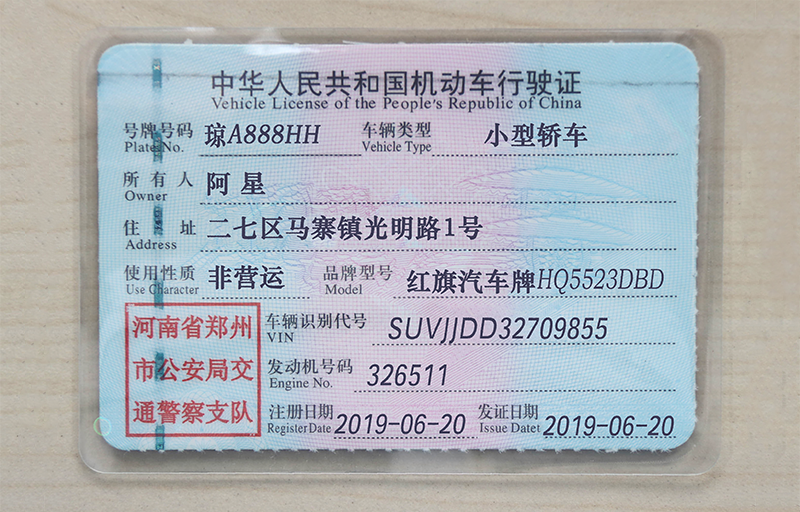 中华人民共和国机动车行驶证
Vehicle License of the People's Republic of China
号牌号码 琼A888HH 车辆类型 小型轿车
Plate No. Vehicle Type
所有人 阿星
Owner
住址 二七区马寨镇光明路1号
Address
使用性质 非营运 品牌型号 红旗汽车牌HQ5523DBD
Use Character Model
河南省郑州
市公安局交
通警察支队
车辆识别代号 SUVJJDD32709855
VIN
发动机号码 326511
Engine No.
注册日期 2019-06-20 发证日期 2019-06-20
Register Date Issue Datet